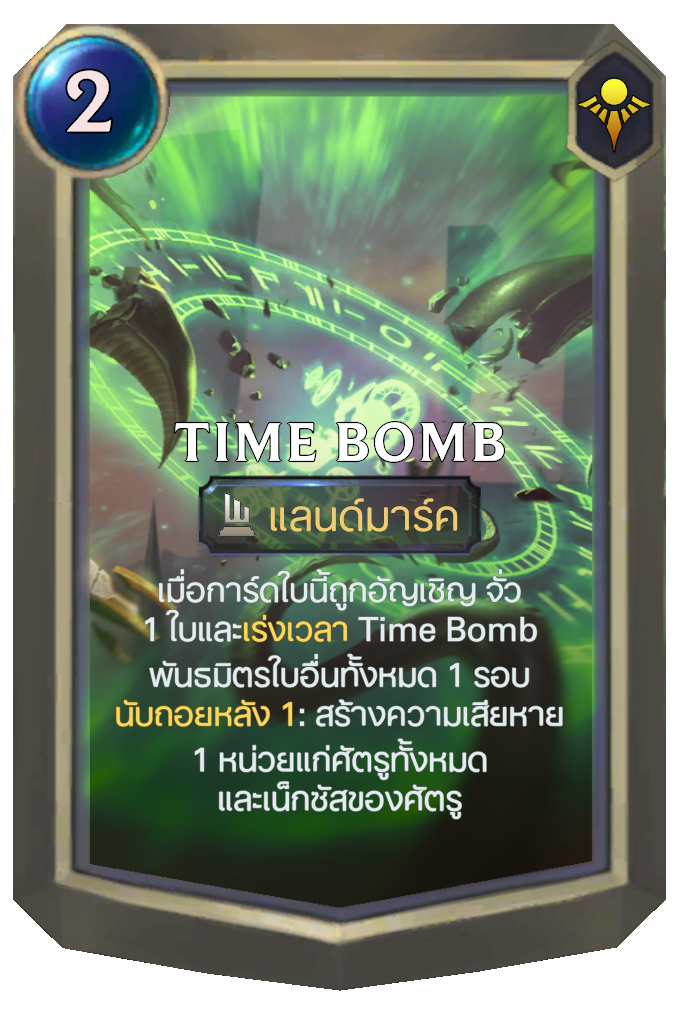 2
TIME BOMB
แลนด์มาร์ค
เมื่อการ์ดใบนี้ถูกอัญเชิญ จั่ว
1 ใบและเร่งเวลา Time Bomb
พันธมิตรใบอื่นทั้งหมด 1 รอบ
นับถอยหลัง 1: สร้างความเสียหาย
1 หน่วยแก่ศัตรูทั้งหมด
และเน็กซัสของศัตรู